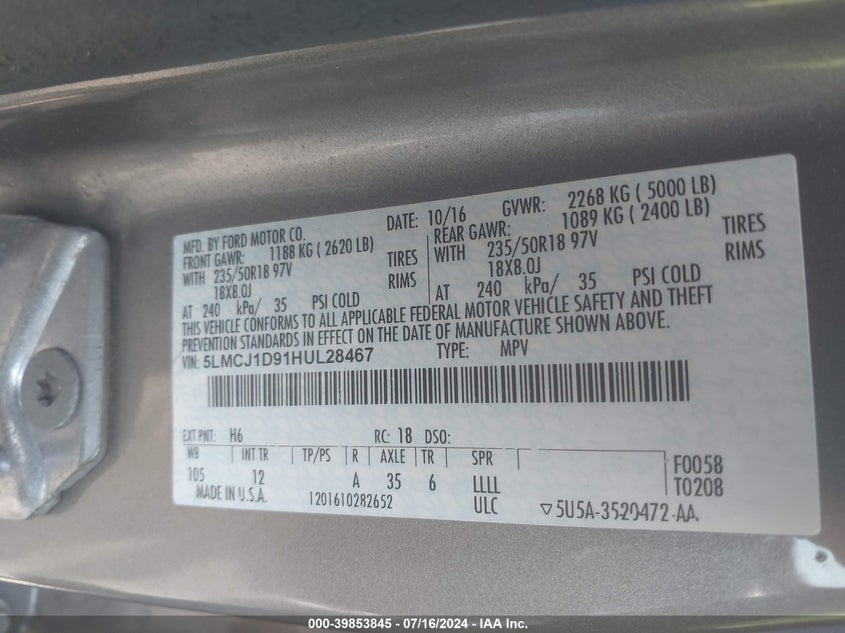 MFD. BY FORD MOTOR CO. DATE: 10/16 GVWR: 2268 KG ( 5000 LB)
FRONT GAWR: 1188 KG ( 2620 LB) REAR GAWR: 1089 KG ( 2400 LB)
WITH 235/50R18 97V TIRES WITH 235/50R18 97V TIRES
18X8.0J RIMS 18X8.0J RIMS
AT 240 kPa/ 35 PSI COLD AT 240 kPa/ 35 PSI COLD
THIS VEHICLE CONFORMS TO ALL APPLICABLE FEDERAL MOTOR VEHICLE SAFETY AND THEFT
PREVENTION STANDARDS IN EFFECT ON THE DATE OF MANUFACTURE SHOWN ABOVE.
VIN: 5LMCJ1D91HUL28467 TYPE: MPV
EXT PNT: H6 RC: 18 DSO:
WB INT TR TP/PS R AXLE TR SPR F0058
105 12 A 35 6 LLLL T0208
MADE IN U.S.A. 1201610282652 ULC ▽5U5A-3520472-AA
000-39853845 - 07/16/2024 - IAA Inc.